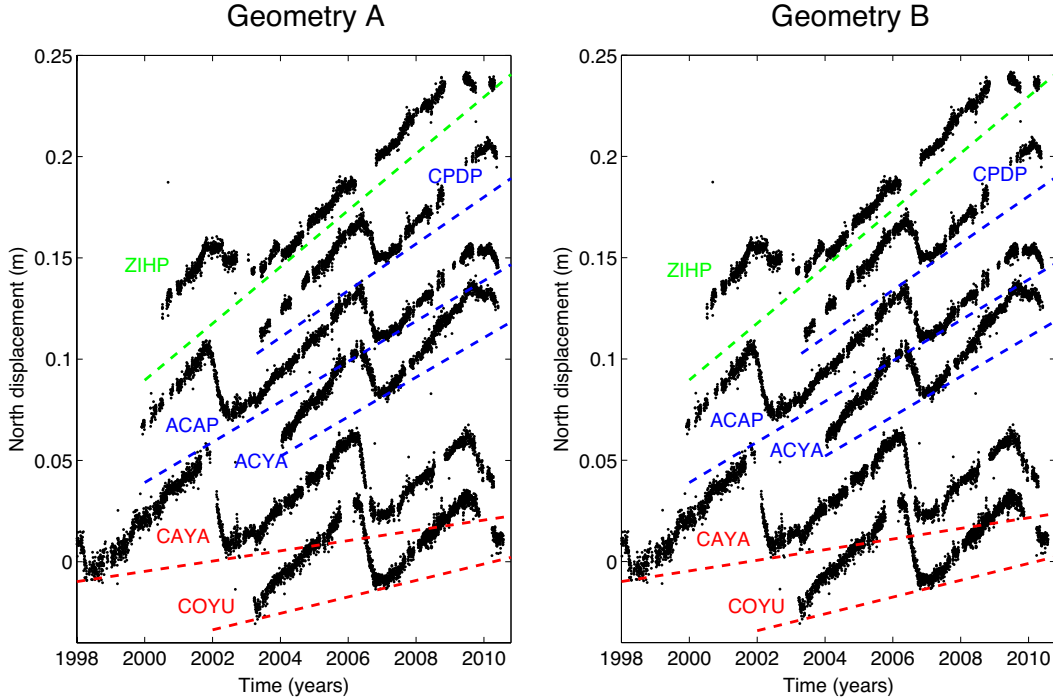 Geometry A
Geometry B
0.25
0.2
0.15
0.1
0.05
0
North displacement (m)
1998 2000 2002 2004 2006 2008 2010
Time (years)
ZIHP
CPDP
ACAP
ACYA
CAYA
COYU
0.25
0.2
0.15
0.1
0.05
0
North displacement (m)
1998 2000 2002 2004 2006 2008 2010
Time (years)
ZIHP
CPDP
ACAP
ACYA
CAYA
COYU